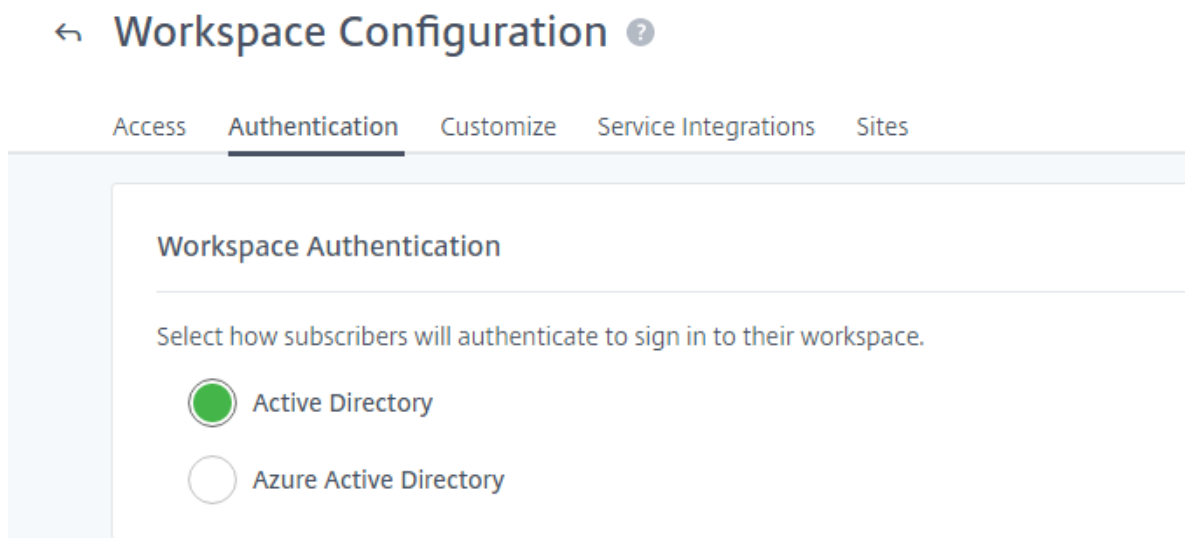 Workspace Configuration ?
Access Authentication Customize Service Integrations Sites
Workspace Authentication
Select how subscribers will authenticate to sign in to their workspace.
Active Directory
Azure Active Directory